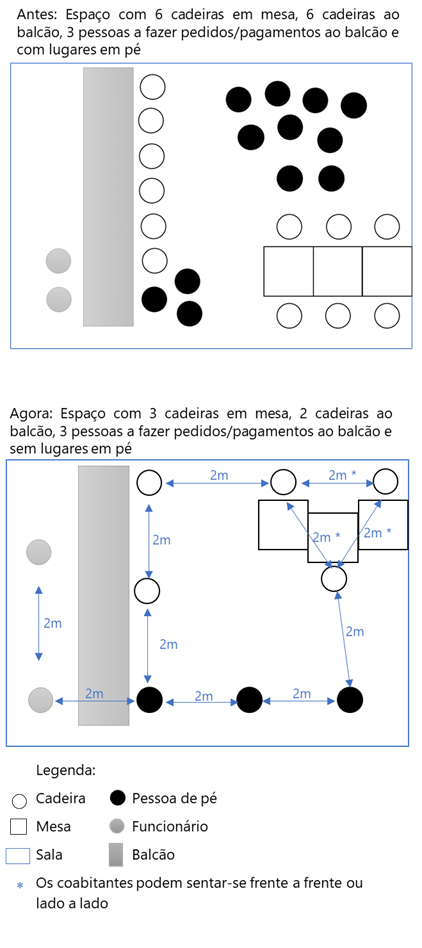 Antes: Espaço com 6 cadeiras em mesa, 6 cadeiras ao
balcão, 3 pessoas a fazer pedidos/pagamentos ao balcão e
com lugares em pé
Agora: Espaço com 3 cadeiras em mesa, 2 cadeiras ao
balcão, 3 pessoas a fazer pedidos/pagamentos ao balcão e
sem lugares em pé
2m
2m *
2m
2m *
2m *
2m
2m
2m
2m
2m
2m
Legenda:
Cadeira
Pessoa de pé
Mesa
Funcionário
Sala
Balcão
* Os coabitantes podem sentar-se frente a frente ou
lado a lado